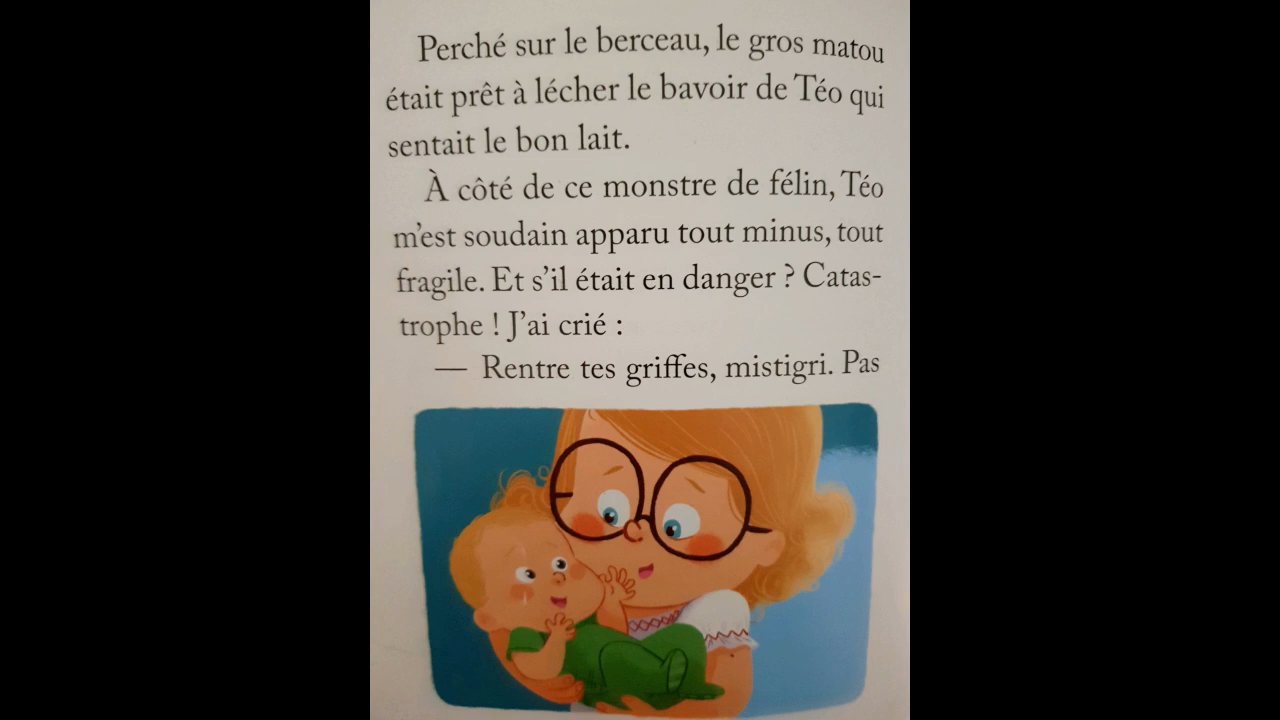 Perché sur le berceau, le gros matou
était prêt à lécher le bavoir de Téo qui
sentait le bon lait.
À côté de ce monstre de félin, Téo
m'est soudain apparu tout minus, tout
fragile. Et s'il était en danger ? Catas-
trophe ! J'ai crié :
— Rentre tes griffes, mistigri. Pas